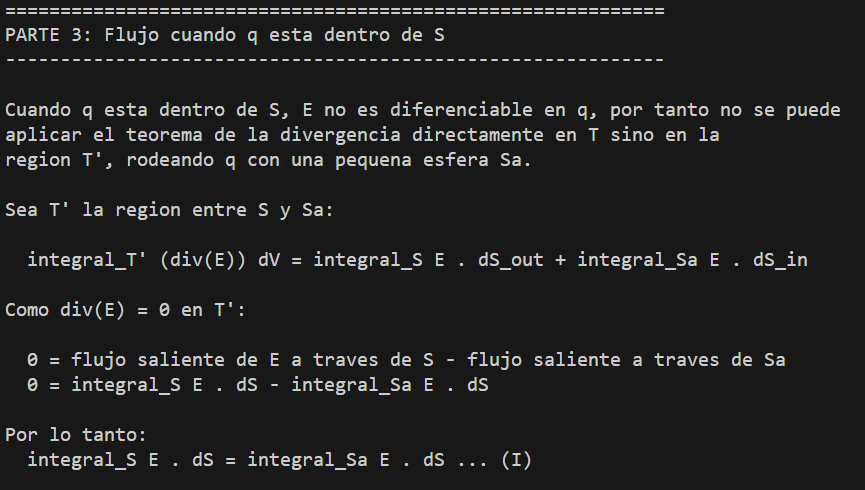 ============================================================
PARTE 3: Flujo cuando q esta dentro de S
------------------------------------------------------------
Cuando q esta dentro de S, E no es diferenciable en q, por tanto no se puede
aplicar el teorema de la divergencia directamente en T sino en la
region T', rodeando q con una pequena esfera Sa.
Sea T' la region entre S y Sa:
integral_T' (div(E)) dV = integral_S E . dS_out + integral_Sa E . dS_in
Como div(E) = 0 en T':
0 = flujo saliente de E a traves de S - flujo saliente a traves de Sa
0 = integral_S E . dS - integral_Sa E . dS
Por lo tanto:
integral_S E . dS = integral_Sa E . dS ... (I)